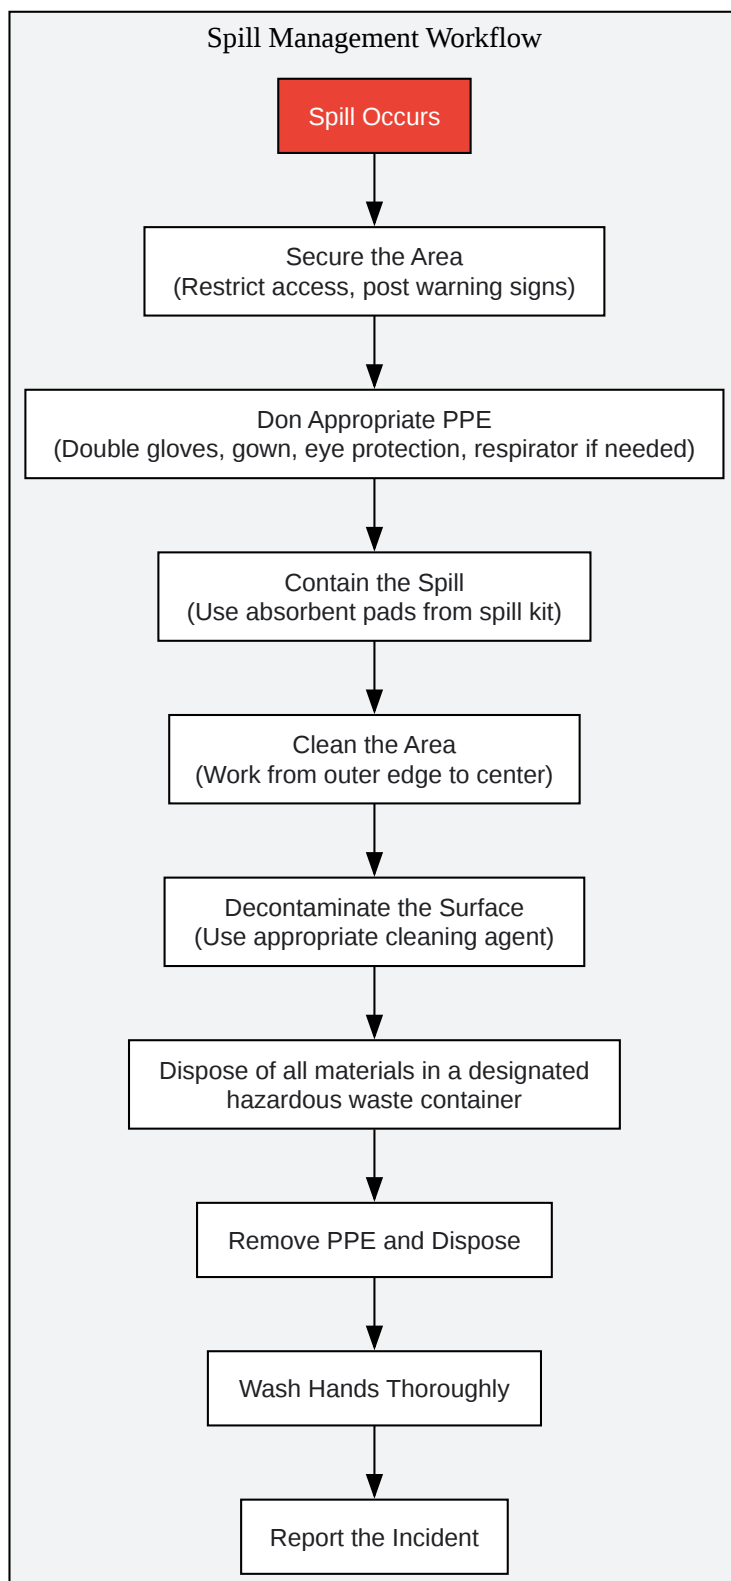 Spill Management Workflow
Spill Occurs
Secure the Area
(Restrict access, post warning signs)
Don Appropriate PPE
(Double gloves, gown, eye protection, respirator if needed)
Contain the Spill
(Use absorbent pads from spill kit)
Clean the Area
(Work from outer edge to center)
Decontaminate the Surface
(Use appropriate cleaning agent)
Dispose of all materials in a designated
hazardous waste container
Remove PPE and Dispose
Wash Hands Thoroughly
Report the Incident